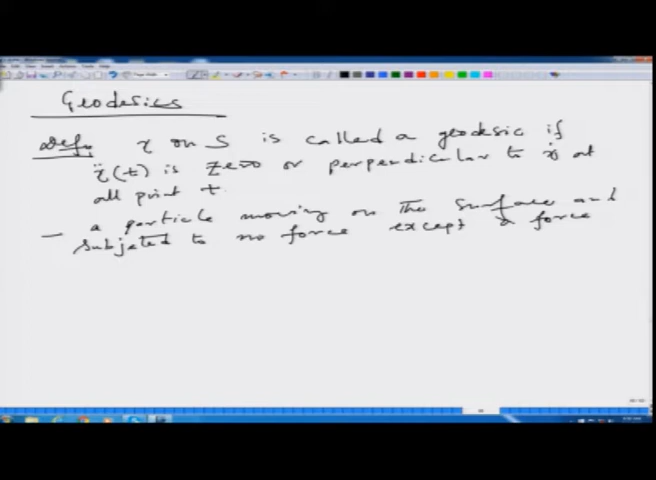 Geodesics
Defn γ on S is called a geodesic if
γ̈(t) is zero or perpendicular to γ̇ at
all point t
— a particle moving on the surface and
subjected to no force except a force